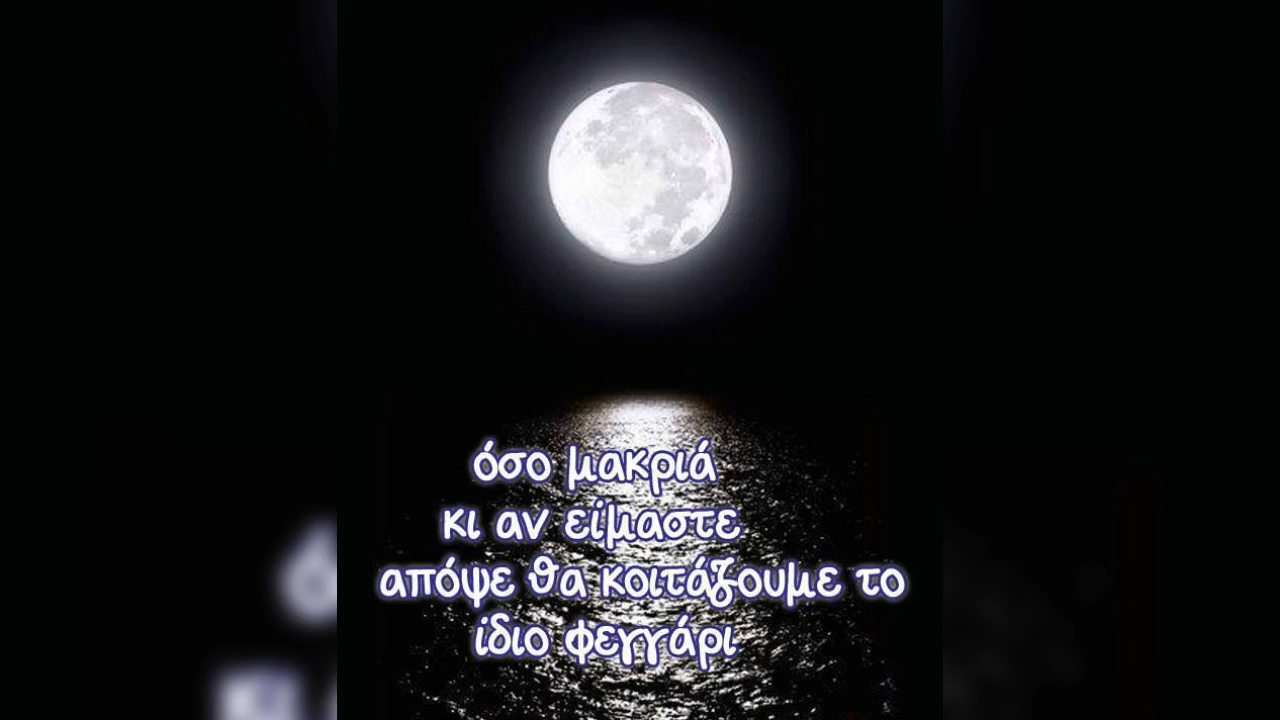 όσο μακριά
κι αν είμαστε
απόψε θα κοιτάζουμε το
ίδιο φεγγάρι